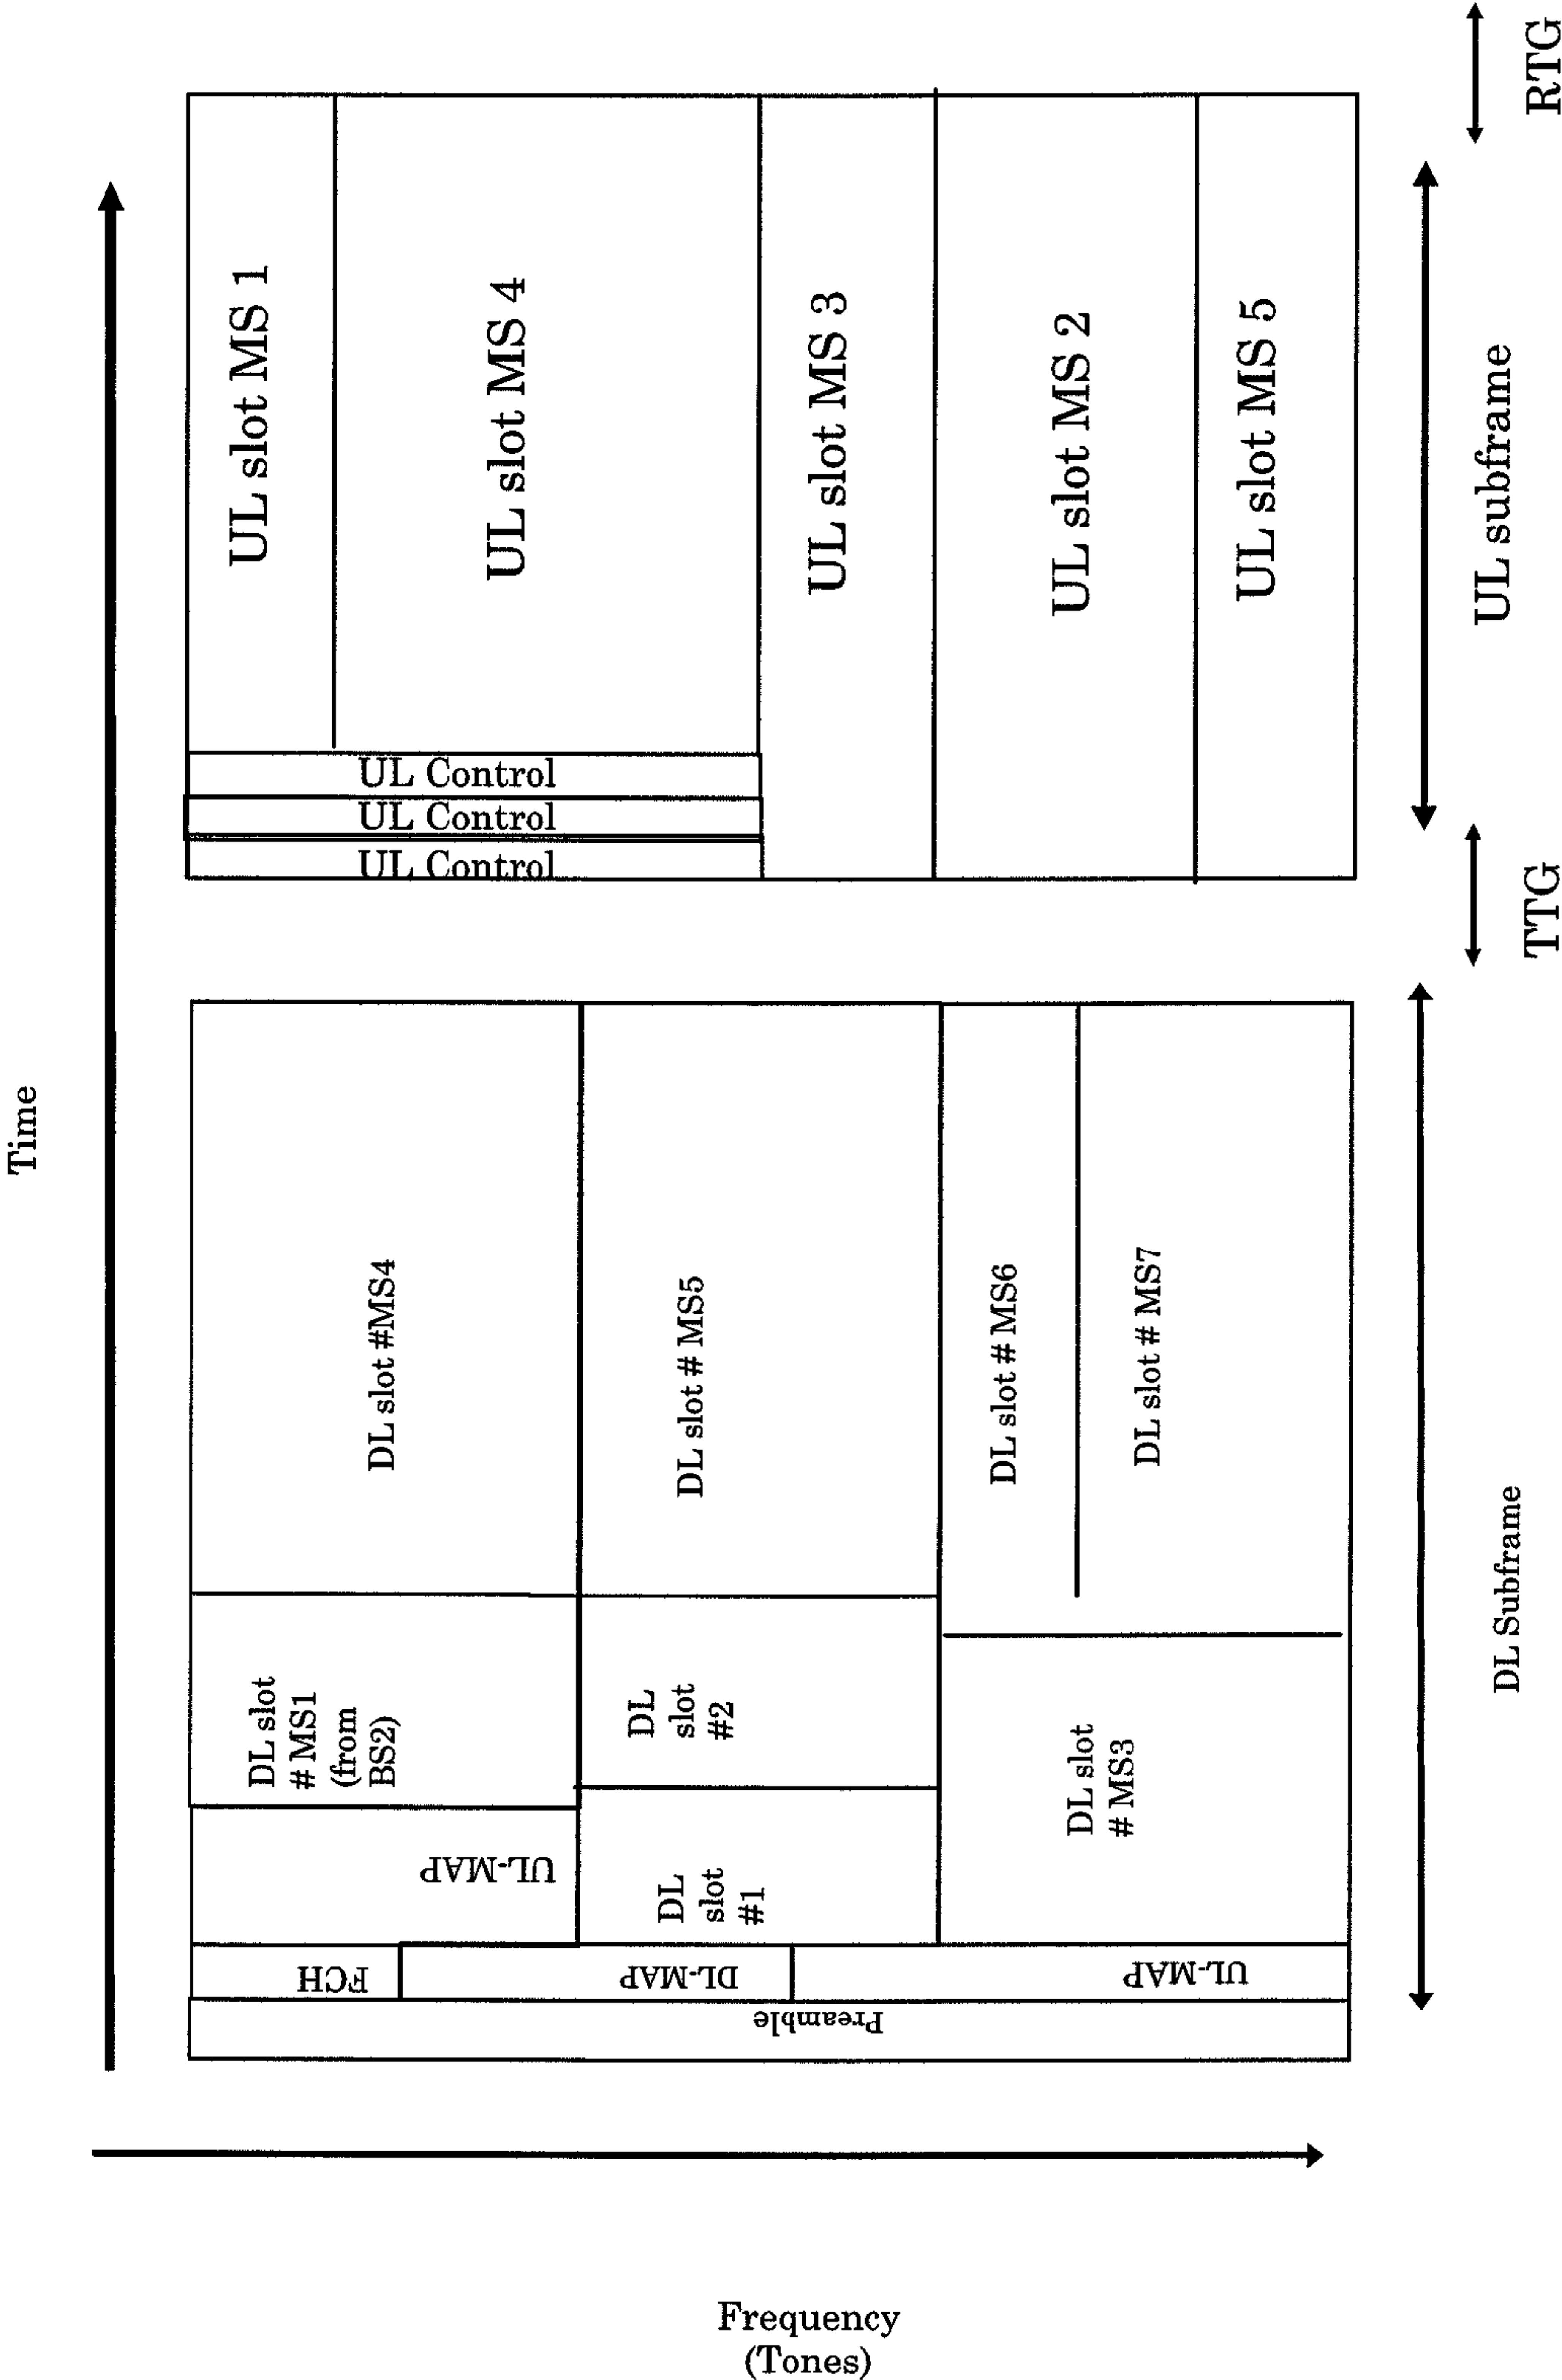 Time
Preamble
FCH
DL-MAP
UL-MAP
UL-MAP
DL slot
# MS1
(from
BS2)
DL slot #MS4
DL
slot
#1
DL
slot
#2
DL slot # MS5
DL slot
# MS3
DL slot # MS6
DL slot # MS7
UL Control
UL Control
UL Control
UL slot MS 1
UL slot MS 4
UL slot MS 3
UL slot MS 2
UL slot MS 5
DL Subframe
TTG
UL subframe
RTG
Frequency
(Tones)